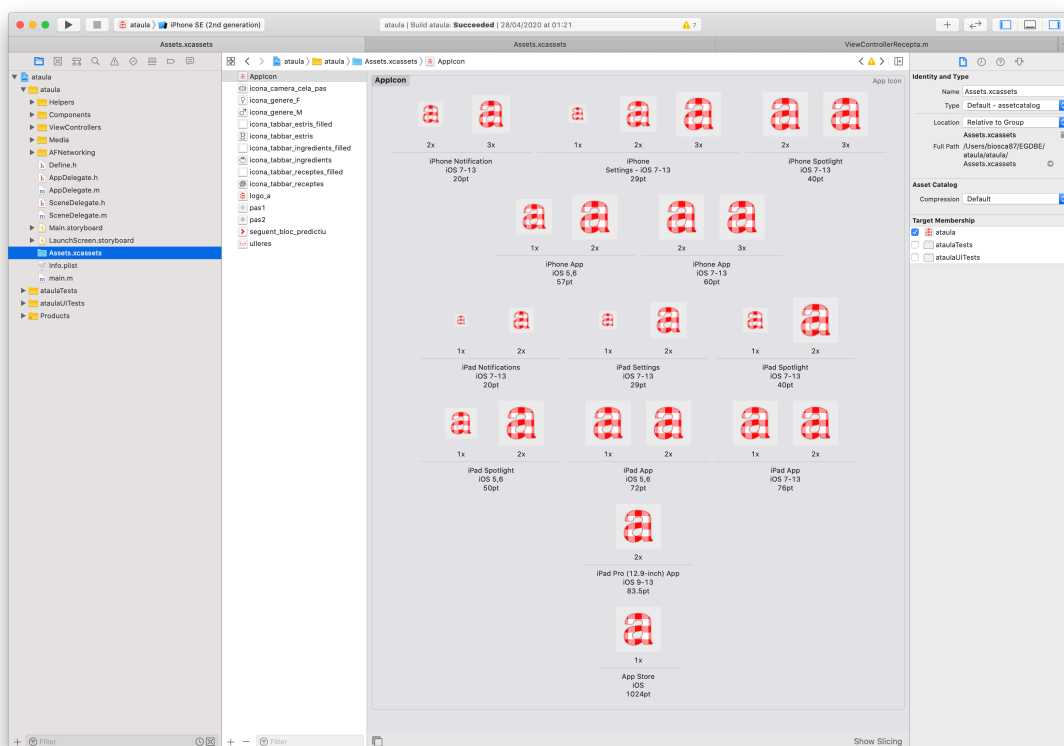 ataula
iPhone SE (2nd generation)
ataula | Build ataula: Succeeded | 28/04/2020 at 01:21
7
Assets.xcassets
Assets.xcassets
ViewControllerRecepta.m
ataula
ataula
Assets.xcassets
AppIcon
ataula
ataula
Helpers
Components
ViewControllers
Media
AFNetworking
Define.h
AppDelegate.h
AppDelegate.m
SceneDelegate.h
SceneDelegate.m
Main.storyboard
LaunchScreen.storyboard
Assets.xcassets
Info.plist
main.m
ataulaTests
ataulaUITests
Products
Filter
AppIcon
icona_camera_cela_pas
icona_genere_F
icona_genere_M
icona_tabbar_estris_filled
icona_tabbar_estris
icona_tabbar_ingredients_filled
icona_tabbar_ingredients
icona_tabbar_receptes_filled
icona_tabbar_receptes
logo_a
pas1
pas2
seguent_bloc_predictiu
ulleres
Filter
AppIcon
App Icon
a a a a a a a
2x 3x 1x 2x 3x 2x 3x
iPhone Notification
iOS 7-13
20pt
iPhone
Settings - iOS 7-13
29pt
iPhone Spotlight
iOS 7-13
40pt
a a a a
1x 2x 2x 3x
iPhone App
iOS 5,6
57pt
iPhone App
iOS 7-13
60pt
a a a a a a
1x 2x 1x 2x 1x 2x
iPad Notifications
iOS 7-13
20pt
iPad Settings
iOS 7-13
29pt
iPad Spotlight
iOS 7-13
40pt
a a a a a a
1x 2x 1x 2x 1x 2x
iPad Spotlight
iOS 5,6
50pt
iPad App
iOS 5,6
72pt
iPad App
iOS 7-13
76pt
a
2x
iPad Pro (12.9-inch) App
iOS 9-13
83.5pt
a
1x
App Store
iOS
1024pt
Show Slicing
Identity and Type
Name Assets.xcassets
Type Default - assetcatalog
Location Relative to Group
Assets.xcassets
Full Path /Users/biosca87/EGDBE/
ataula/ataula/
Assets.xcassets
Asset Catalog
Compression Default
Target Membership
ataula
ataulaTests
ataulaUITests